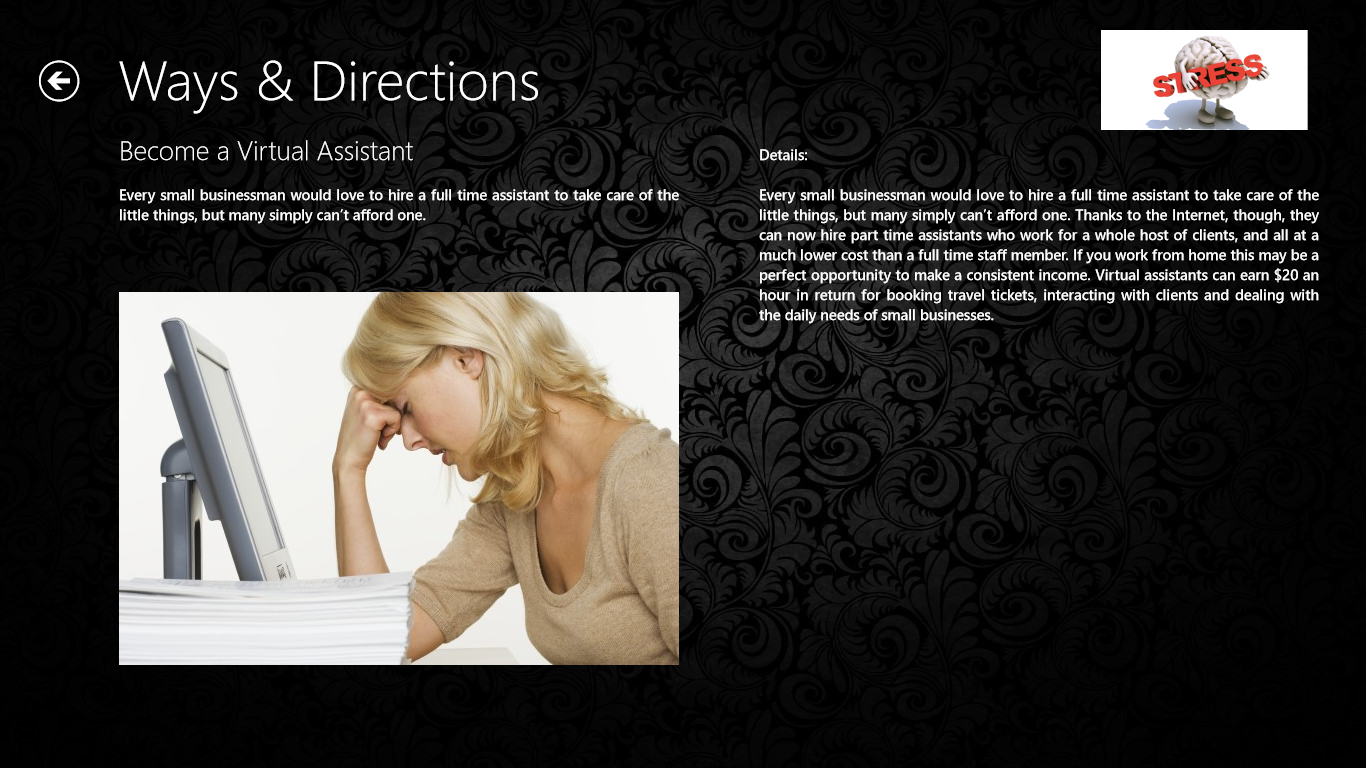 Ways & Directions
STRESS
Become a Virtual Assistant
Every small businessman would love to hire a full time assistant to take care of the
little things, but many simply can't afford one.
Details:
Every small businessman would love to hire a full time assistant to take care of the
little things, but many simply can't afford one. Thanks to the Internet, though, they
can now hire part time assistants who work for a whole host of clients, and all at a
much lower cost than a full time staff member. If you work from home this may be a
perfect opportunity to make a consistent income. Virtual assistants can earn $20 an
hour in return for booking travel tickets, interacting with clients and dealing with
the daily needs of small businesses.